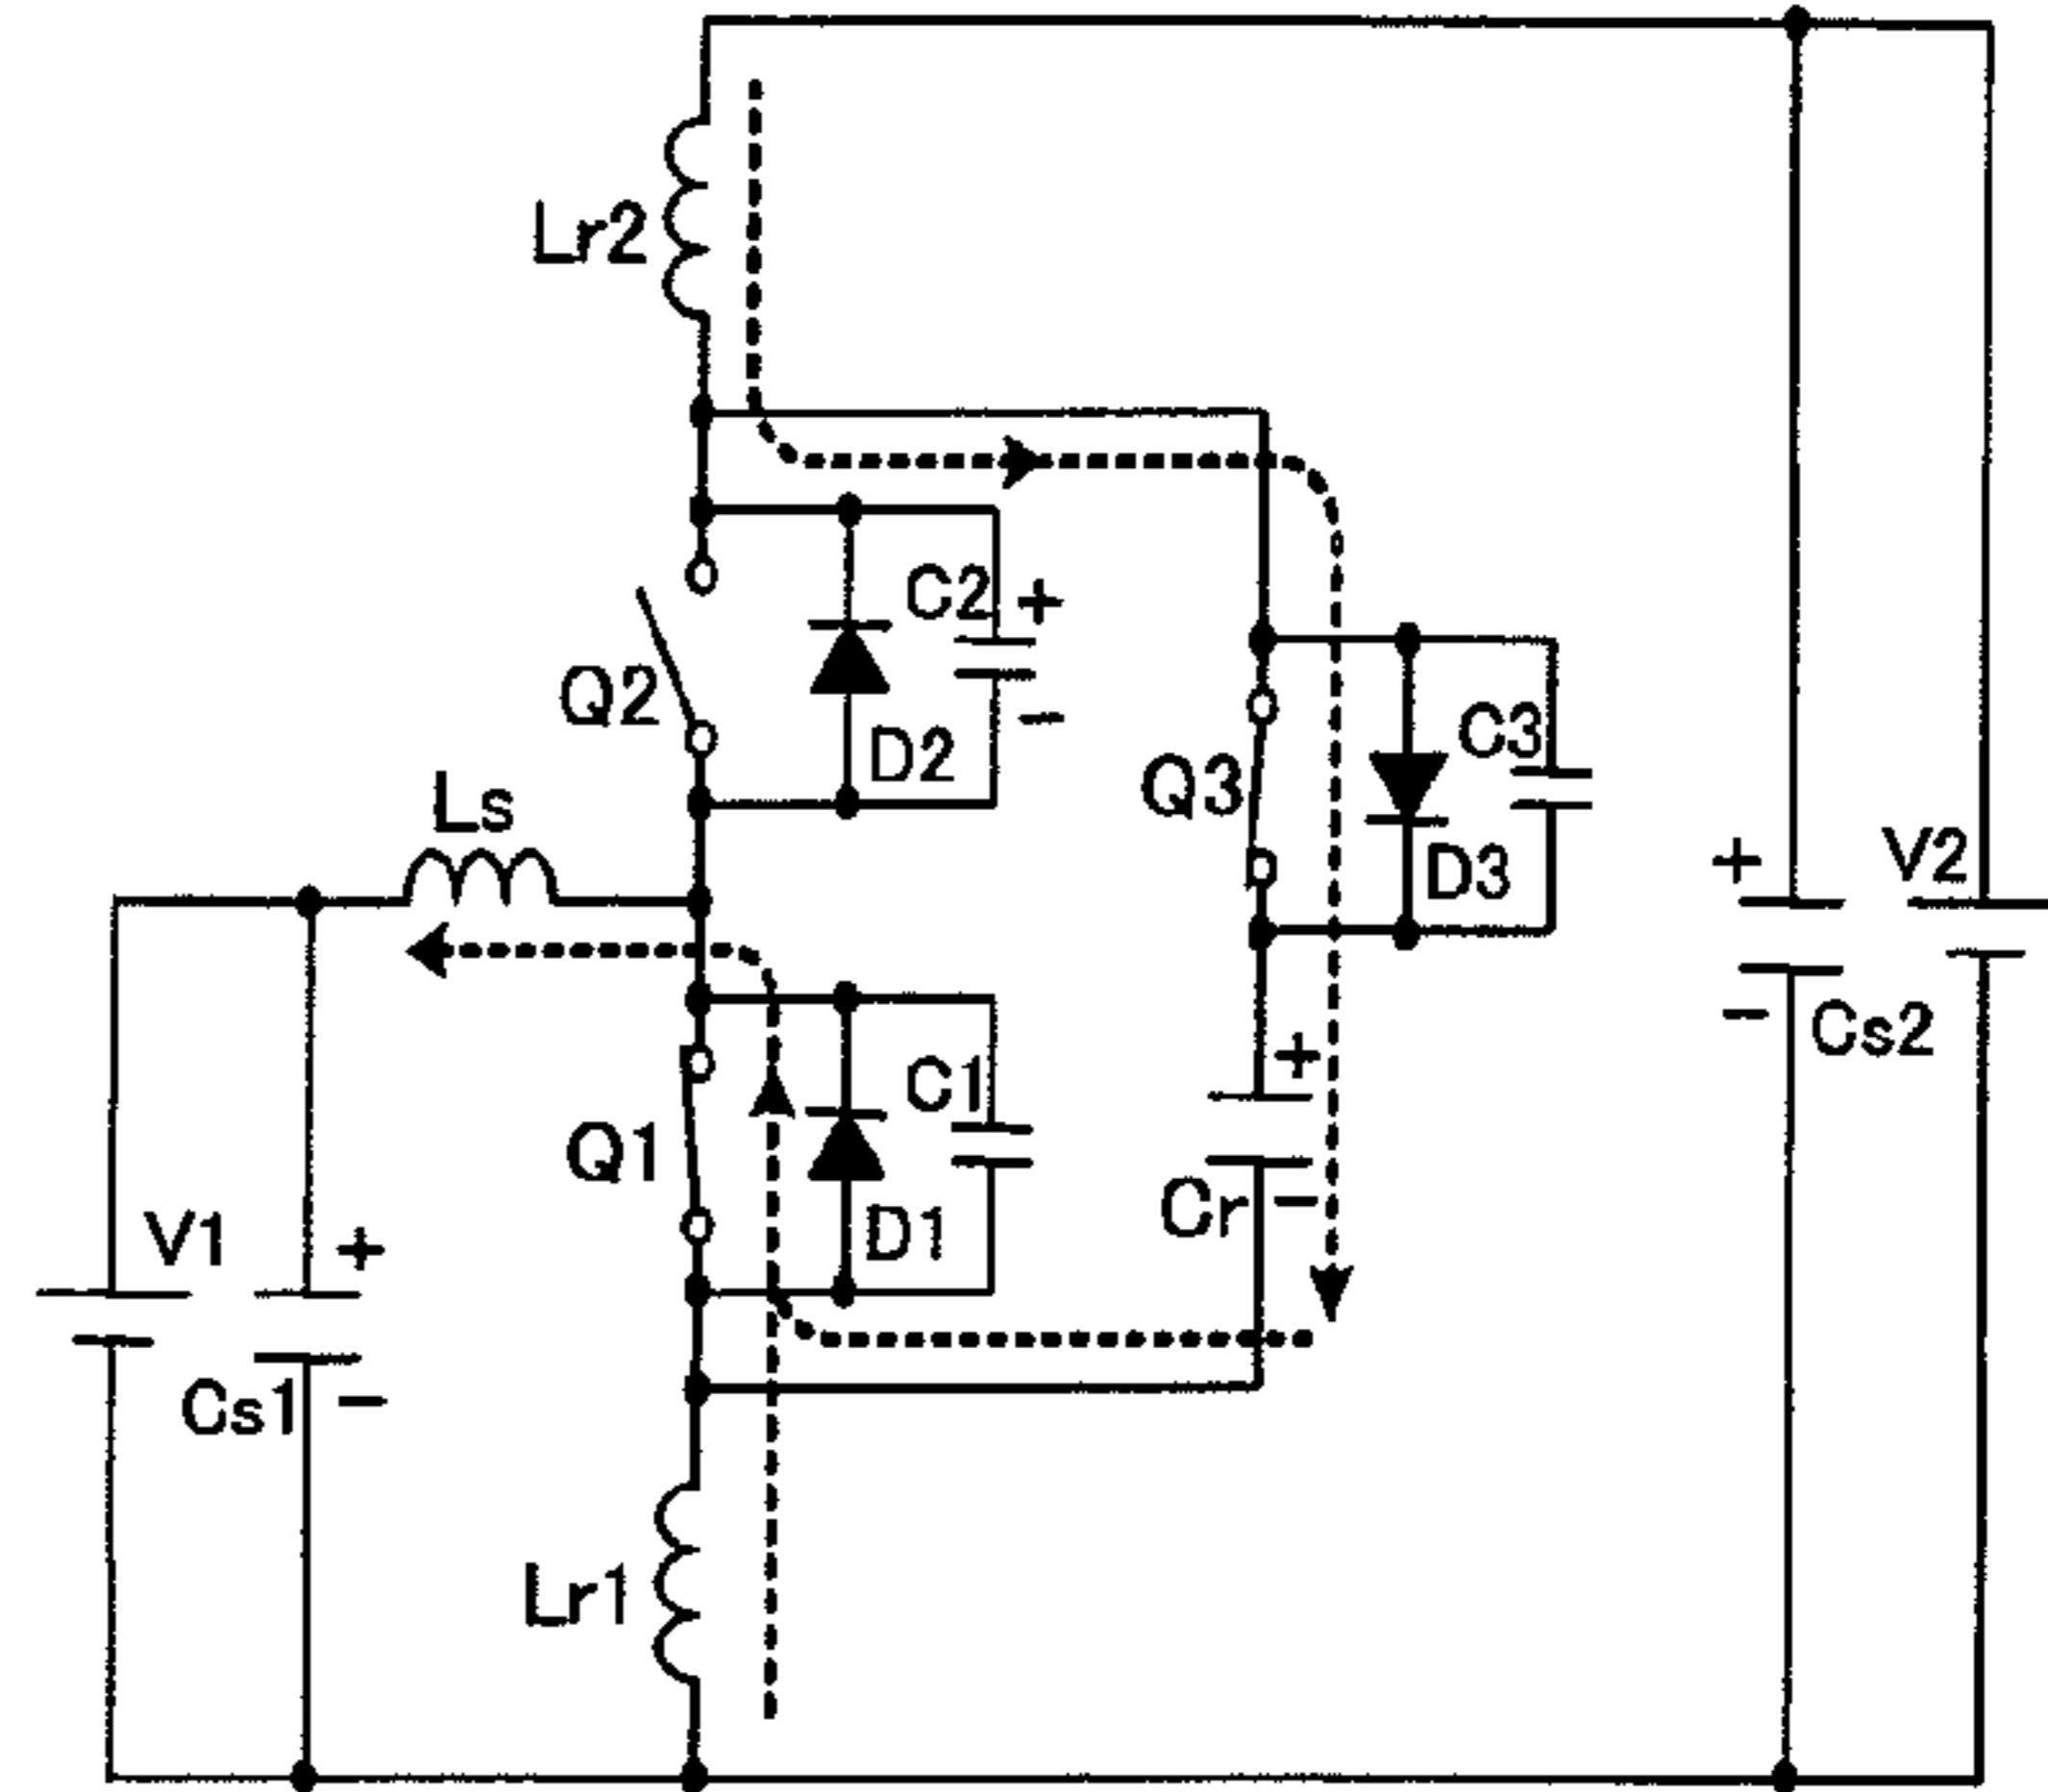 Lr2
C2 +
Q2
D2 -
C3
Q3
Ls
D3
+ V2
- Cs2
C1 +
Q1
Cr -
D1
V1 +
Cs1 -
Lr1